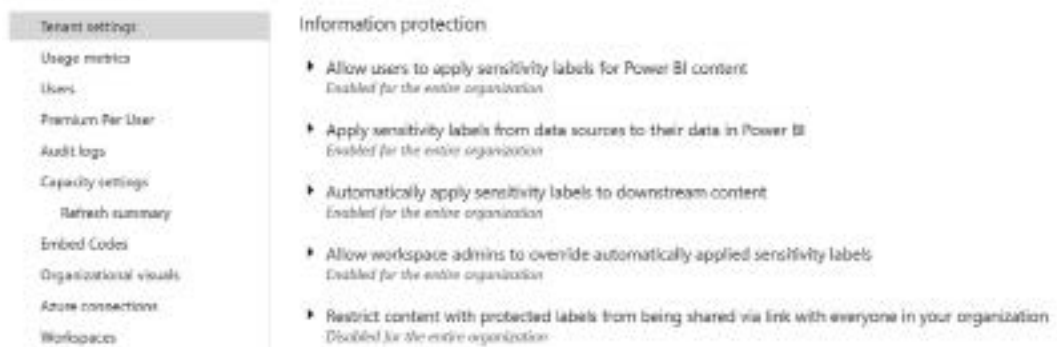 Tenant settings
Usage metrics
Users
Premium Per User
Audit logs
Capacity settings
Refresh summary
Embed Codes
Organizational visuals
Azure connections
Workspaces
Information protection
Allow users to apply sensitivity labels for Power BI content
Enabled for the entire organization
Apply sensitivity labels from data sources to their data in Power BI
Enabled for the entire organization
Automatically apply sensitivity labels to downstream content
Enabled for the entire organization
Allow workspace admins to override automatically applied sensitivity labels
Enabled for the entire organization
Restrict content with protected labels from being shared via link with everyone in your organization
Disabled for the entire organization